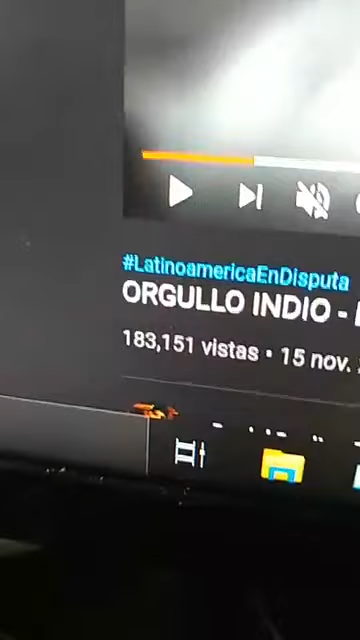 #LatinoamericaEnDisputa
ORGULLO INDIO -
183,151 vistas • 15 nov.